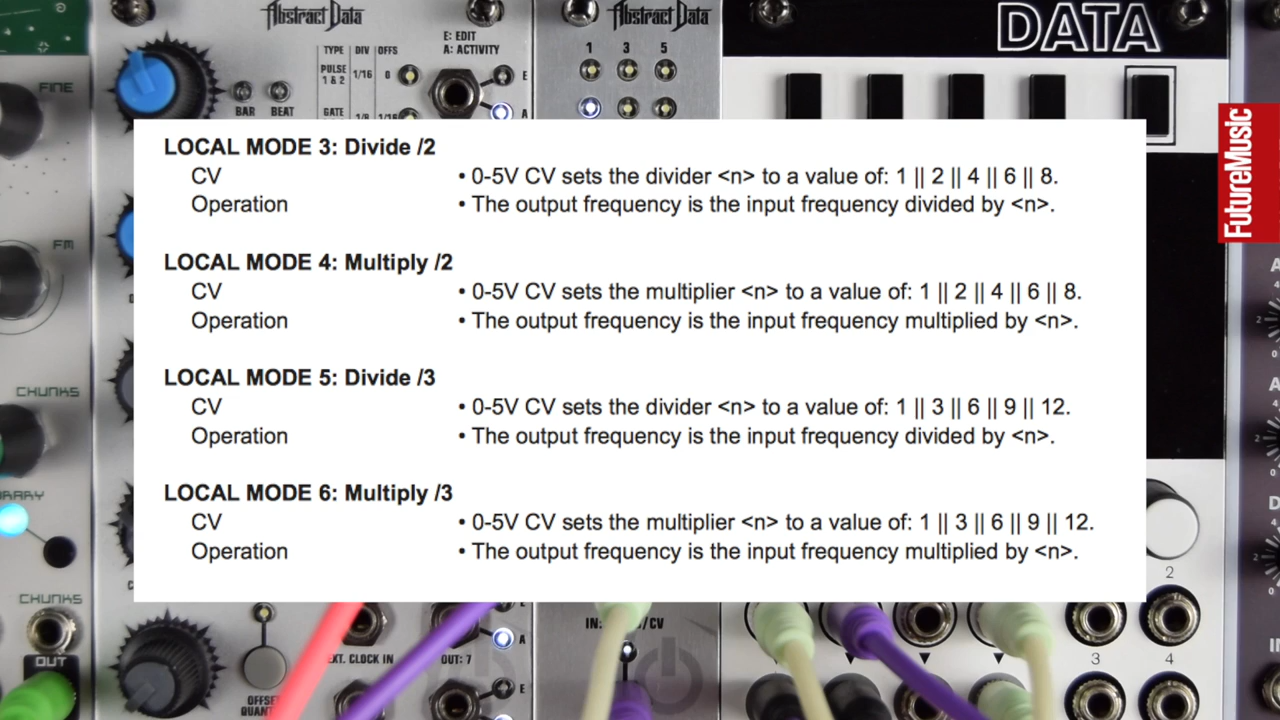 Abstract Data
Abstract Data
DATA
E: EDIT
A: ACTIVITY
TYPE DIV OFFS
PULSE 1/16 0
1 & 2
GATE 1/8 1/16
BAR BEAT
E
A
1 3 5
FINE
FM
CHUNKS
CHUNKS
OUT
FutureMusic
LOCAL MODE 3: Divide /2
CV • 0-5V CV sets the divider <n> to a value of: 1 || 2 || 4 || 6 || 8.
Operation • The output frequency is the input frequency divided by <n>.
LOCAL MODE 4: Multiply /2
CV • 0-5V CV sets the multiplier <n> to a value of: 1 || 2 || 4 || 6 || 8.
Operation • The output frequency is the input frequency multiplied by <n>.
LOCAL MODE 5: Divide /3
CV • 0-5V CV sets the divider <n> to a value of: 1 || 3 || 6 || 9 || 12.
Operation • The output frequency is the input frequency divided by <n>.
LOCAL MODE 6: Multiply /3
CV • 0-5V CV sets the multiplier <n> to a value of: 1 || 3 || 6 || 9 || 12.
Operation • The output frequency is the input frequency multiplied by <n>.
A
EXT. CLOCK IN
OUT: 7
E
IN:
/CV
2
3 4